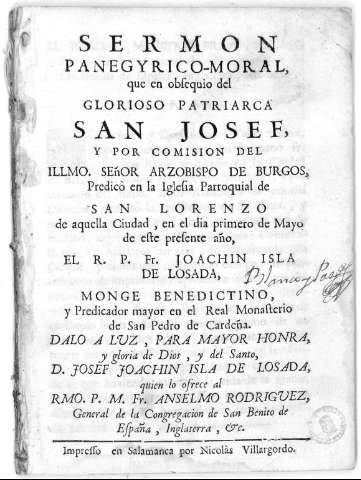 SERMON
PANEGYRICO-MORAL,
que en obſequio del
GLORIOSO PATRIARCA
SAN JOSEF,
Y POR COMISION DEL
ILLMO. SEñOR ARZOBISPO DE BURGOS,
Predicò en la Igleſia Parroquial de
SAN LORENZO
de aquella Ciudad, en el dia primero de Mayo
de eſte preſente año,
EL R. P. Fr. JOACHIN ISLA
DE LOSADA,
MONGE BENEDICTINO,
y Predicador mayor en el Real Monaſterio
de San Pedro de Cardeña.
DALO A LUZ, PARA MAYOR HONRA,
y gloria de Dios, y del Santo,
D. JOSEF JOACHIN ISLA DE LOSADA,
quien lo ofrece al
RMO. P. M. Fr. ANSELMO RODRIGUEZ,
General de la Congregacion de San Benito de
Eſpaña, Inglaterra, &c.
Impreſſo en Salamanca por Nicolàs Villargordo.